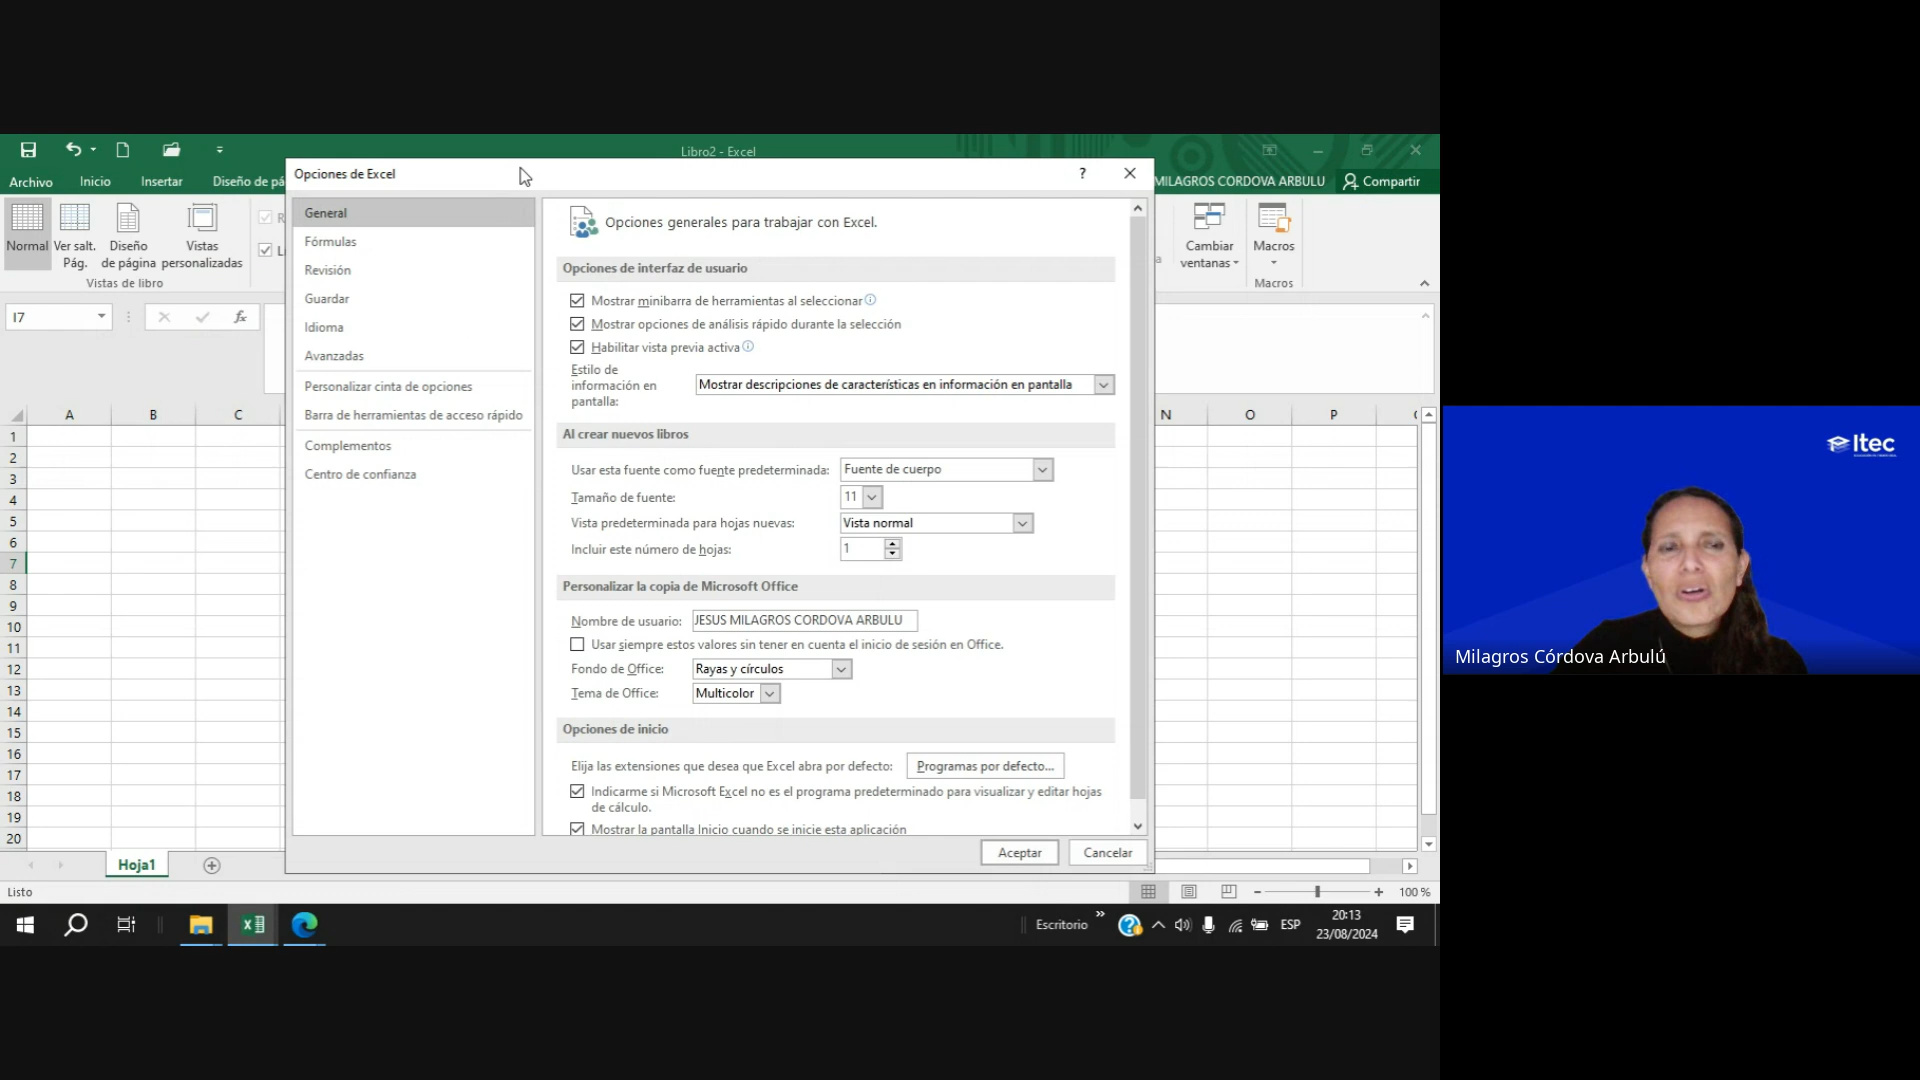 Libro2 - Excel
Archivo Inicio Insertar Diseño de pá
MILAGROS CORDOVA ARBULU Compartir
Opciones de Excel
?
Normal
Ver salt. Pág.
Diseño de página
Vistas personalizadas
Vistas de libro
R
L
a
Cambiar ventanas
Macros
Macros
I7
fx
General
Fórmulas
Revisión
Guardar
Idioma
Avanzadas
Personalizar cinta de opciones
Barra de herramientas de acceso rápido
Complementos
Centro de confianza
Opciones generales para trabajar con Excel.
Opciones de interfaz de usuario
Mostrar minibarra de herramientas al seleccionar
Mostrar opciones de análisis rápido durante la selección
Habilitar vista previa activa
Estilo de
información en
pantalla:
Mostrar descripciones de características en información en pantalla
Al crear nuevos libros
Usar esta fuente como fuente predeterminada: Fuente de cuerpo
Tamaño de fuente: 11
Vista predeterminada para hojas nuevas: Vista normal
Incluir este número de hojas: 1
Personalizar la copia de Microsoft Office
Nombre de usuario: JESUS MILAGROS CORDOVA ARBULU
Usar siempre estos valores sin tener en cuenta el inicio de sesión en Office.
Fondo de Office: Rayas y círculos
Tema de Office: Multicolor
Opciones de inicio
Elija las extensiones que desea que Excel abra por defecto: Programas por defecto...
Indicarme si Microsoft Excel no es el programa predeterminado para visualizar y editar hojas
de cálculo.
Mostrar la pantalla Inicio cuando se inicie esta aplicación
Aceptar Cancelar
A B C N O P
1
2
3
4
5
6
7
8
9
10
11
12
13
14
15
16
17
18
19
20
Hoja1
Listo
100 %
Escritorio
ESP
20:13
23/08/2024
Itec
Milagros Córdova Arbulú